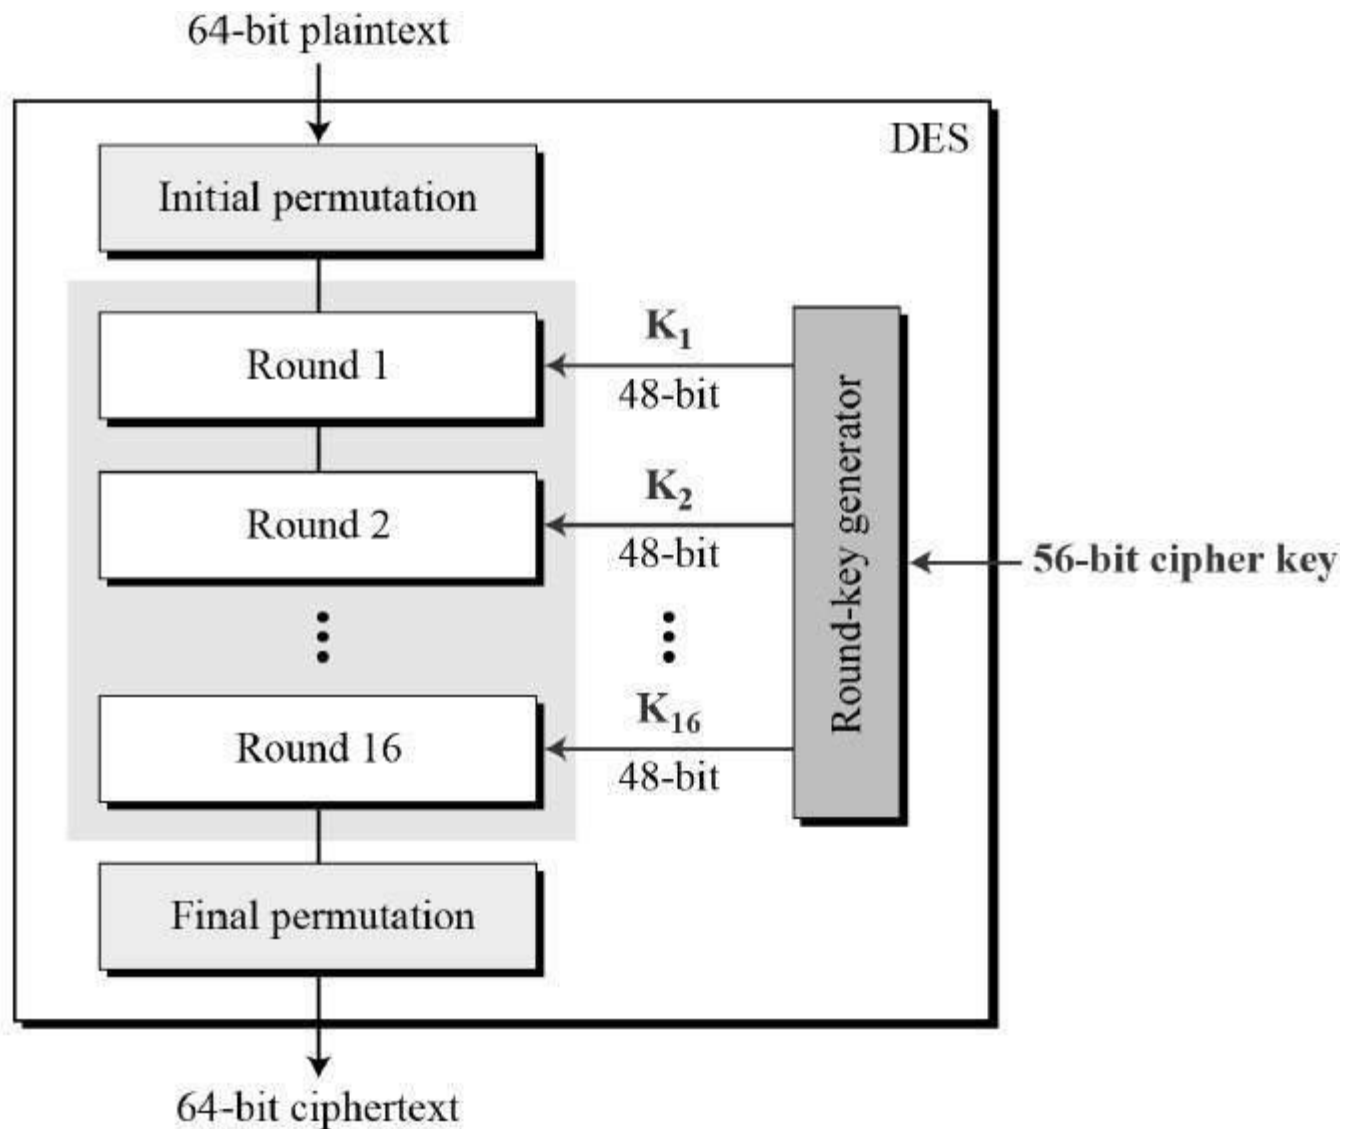 64-bit plaintext
DES
Initial permutation
K1
Round 1
48-bit
K2
Round 2
48-bit
Round-key generator
56-bit cipher key
K16
Round 16
48-bit
Final permutation
64-bit ciphertext